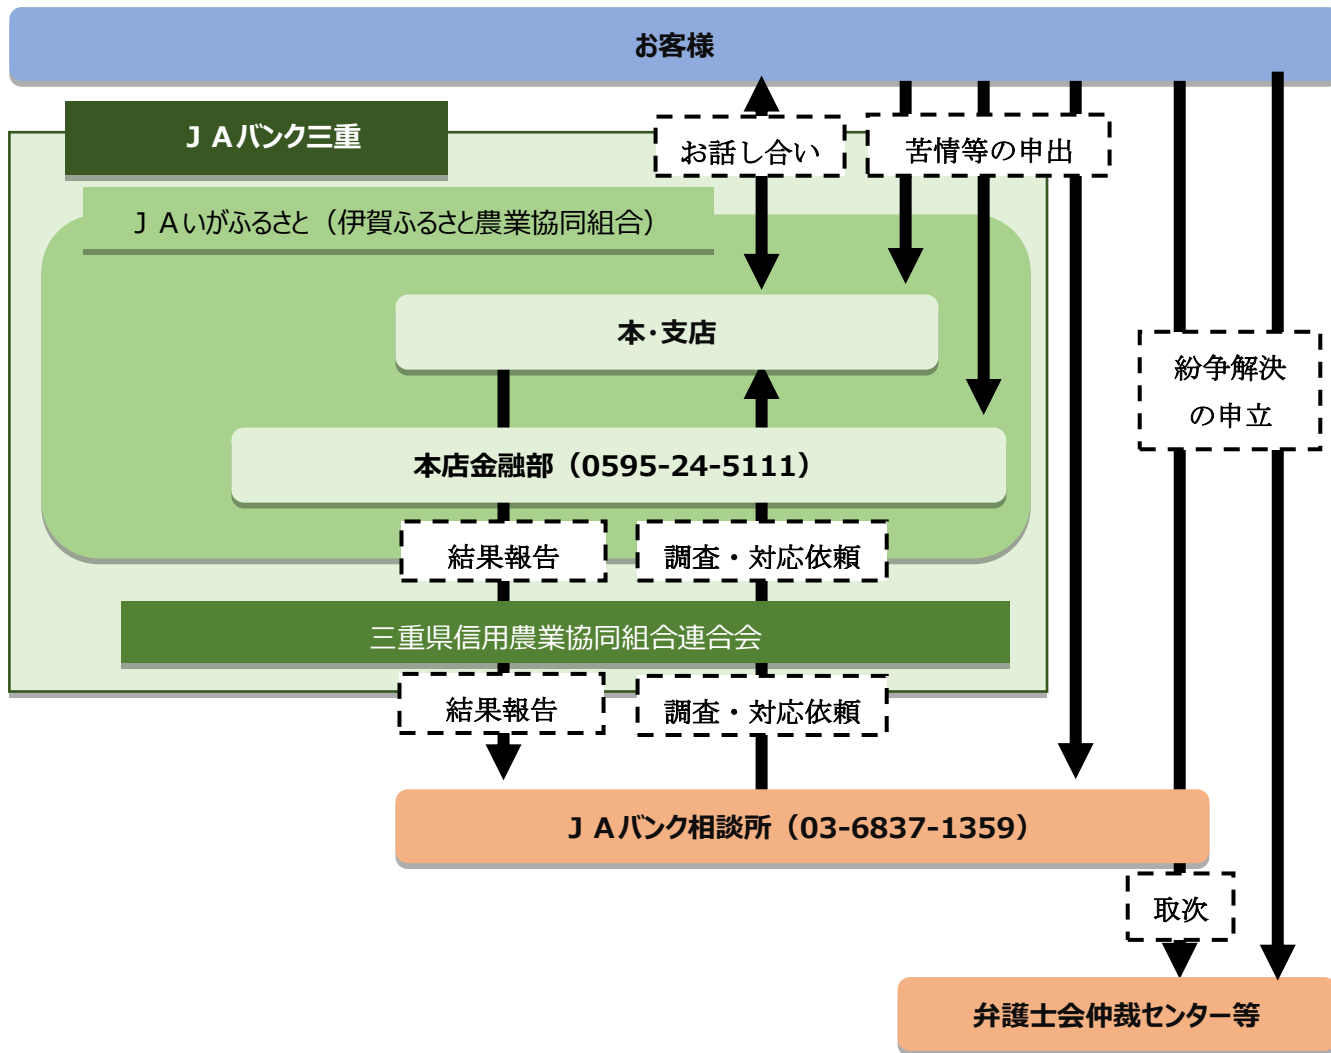 お客様
ＪＡバンク三重
お話し合い
苦情等の申出
ＪＡいがふるさと（伊賀ふるさと農業協同組合）
本・支店
紛争解決
の申立
本店金融部（0595-24-5111）
結果報告
調査・対応依頼
三重県信用農業協同組合連合会
結果報告
調査・対応依頼
ＪＡバンク相談所（03-6837-1359）
取次
弁護士会仲裁センター等